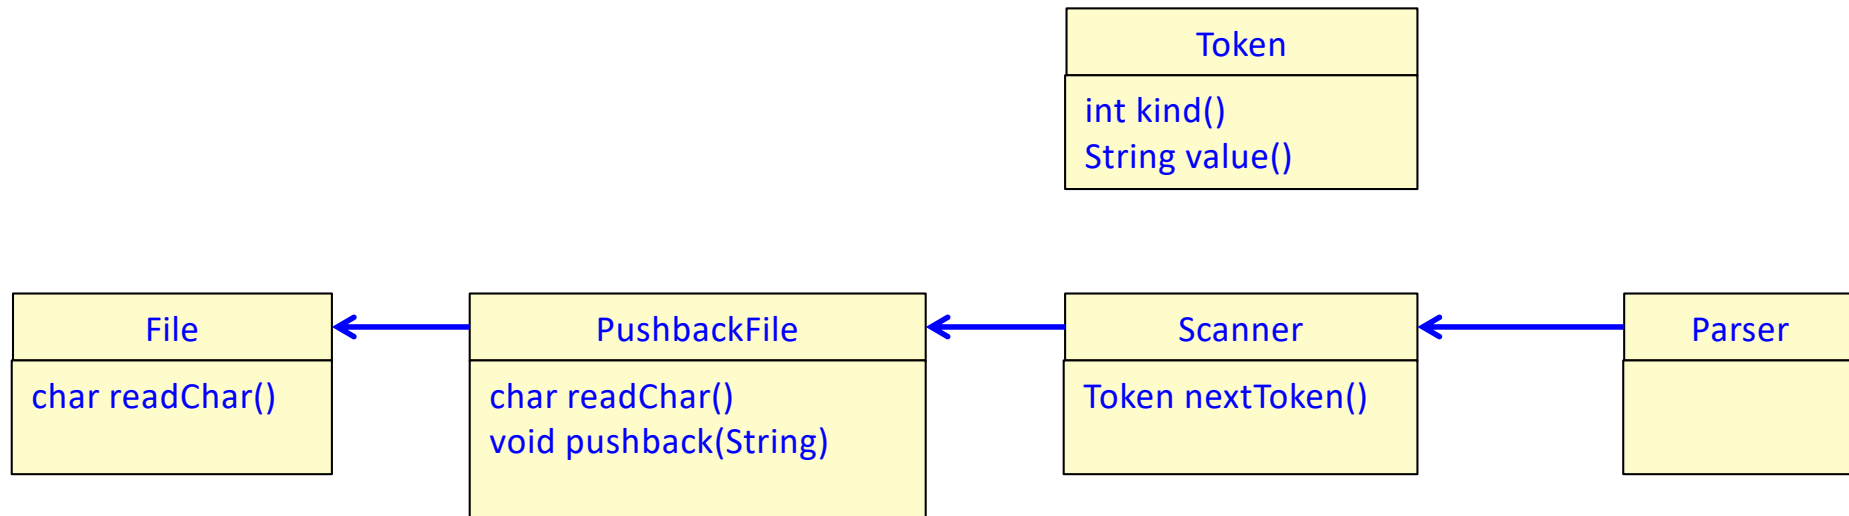 Token
int kind()
String value()
File
char readChar()
PushbackFile
char readChar()
void pushback(String)
Scanner
Token nextToken()
Parser